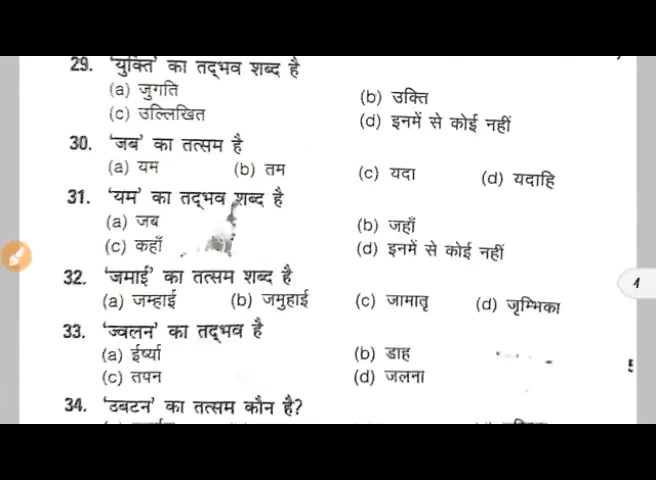 29. 'युक्ति' का तद्भव शब्द है
(a) जुगति (b) उक्ति
(c) उल्लिखित (d) इनमें से कोई नहीं
30. 'जब' का तत्सम है
(a) यम (b) तम (c) यदा (d) यदाहि
31. 'यम' का तद्भव शब्द है
(a) जब (b) जहाँ
(c) कहाँ (d) इनमें से कोई नहीं
32. 'जमाई' का तत्सम शब्द है
(a) जम्हाई (b) जमुहाई (c) जामातृ (d) जृम्भिका
33. 'ज्वलन' का तद्भव है
(a) ईर्ष्या (b) डाह
(c) तपन (d) जलना
34. 'उबटन' का तत्सम कौन है?
4